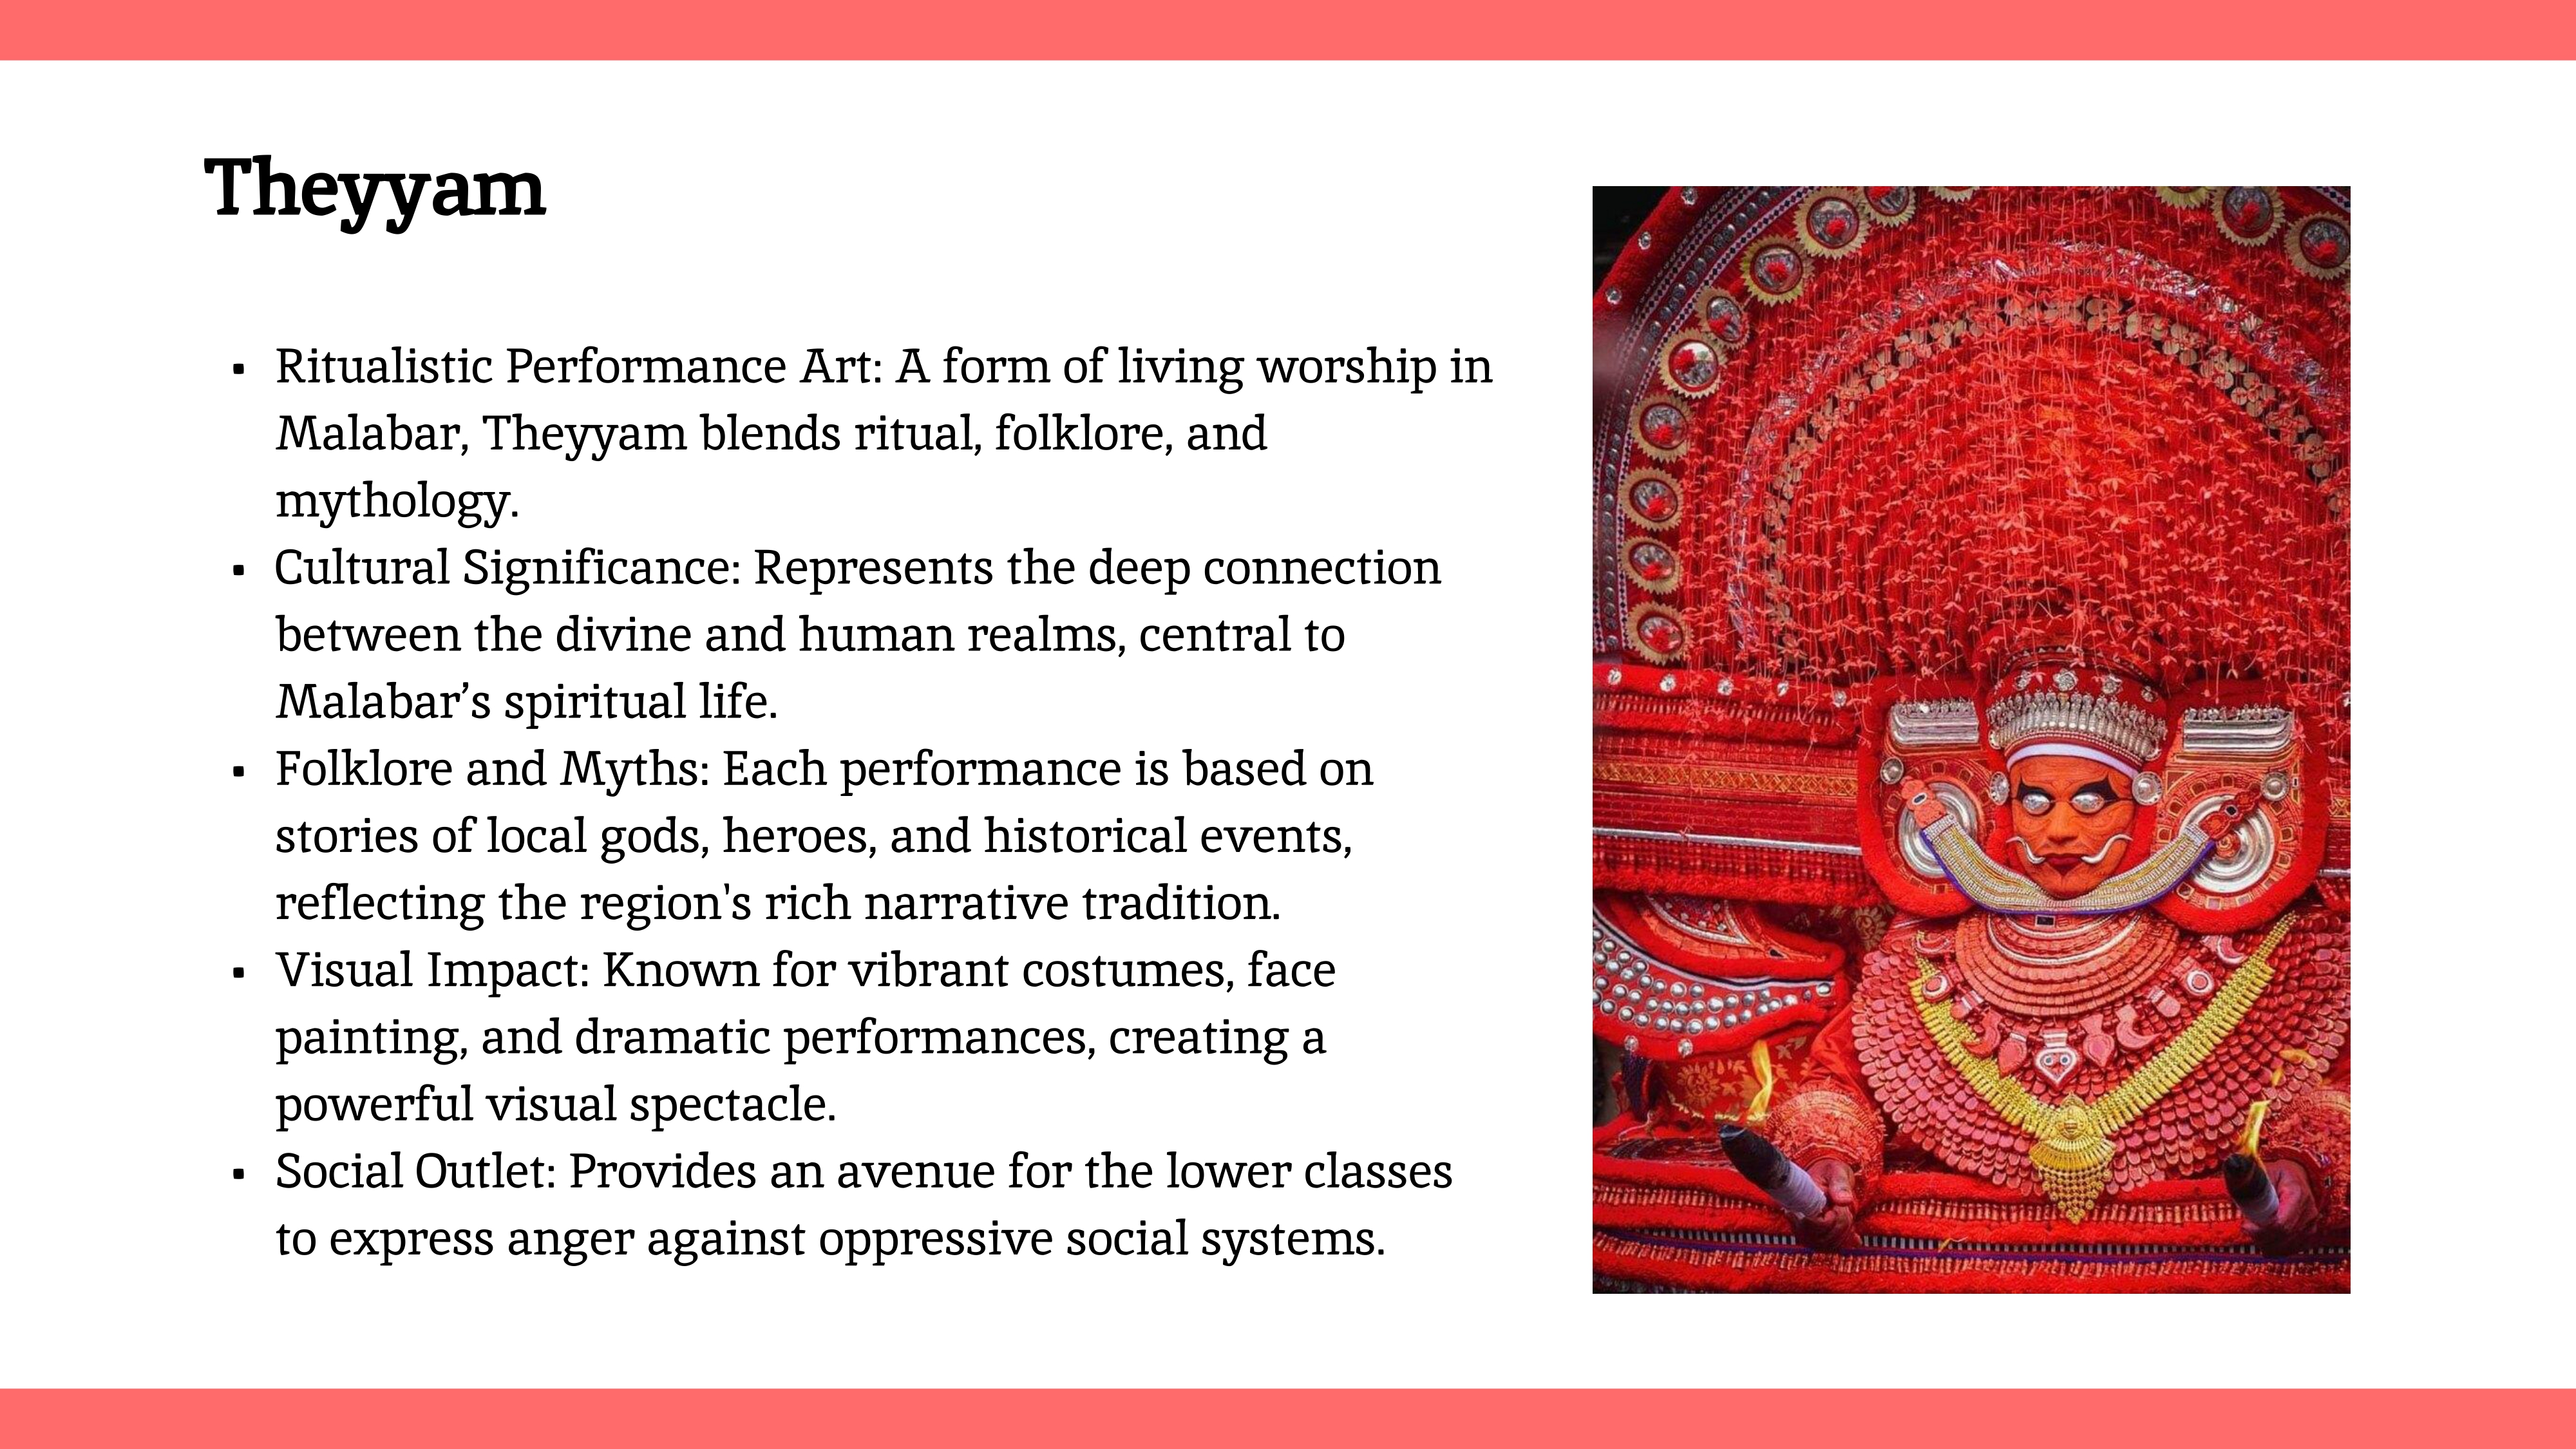 Theyyam
▪ Ritualistic Performance Art: A form of living worship in
Malabar, Theyyam blends ritual, folklore, and
mythology.
▪ Cultural Significance: Represents the deep connection
between the divine and human realms, central to
Malabar’s spiritual life.
▪ Folklore and Myths: Each performance is based on
stories of local gods, heroes, and historical events,
reflecting the region's rich narrative tradition.
▪ Visual Impact: Known for vibrant costumes, face
painting, and dramatic performances, creating a
powerful visual spectacle.
▪ Social Outlet: Provides an avenue for the lower classes
to express anger against oppressive social systems.